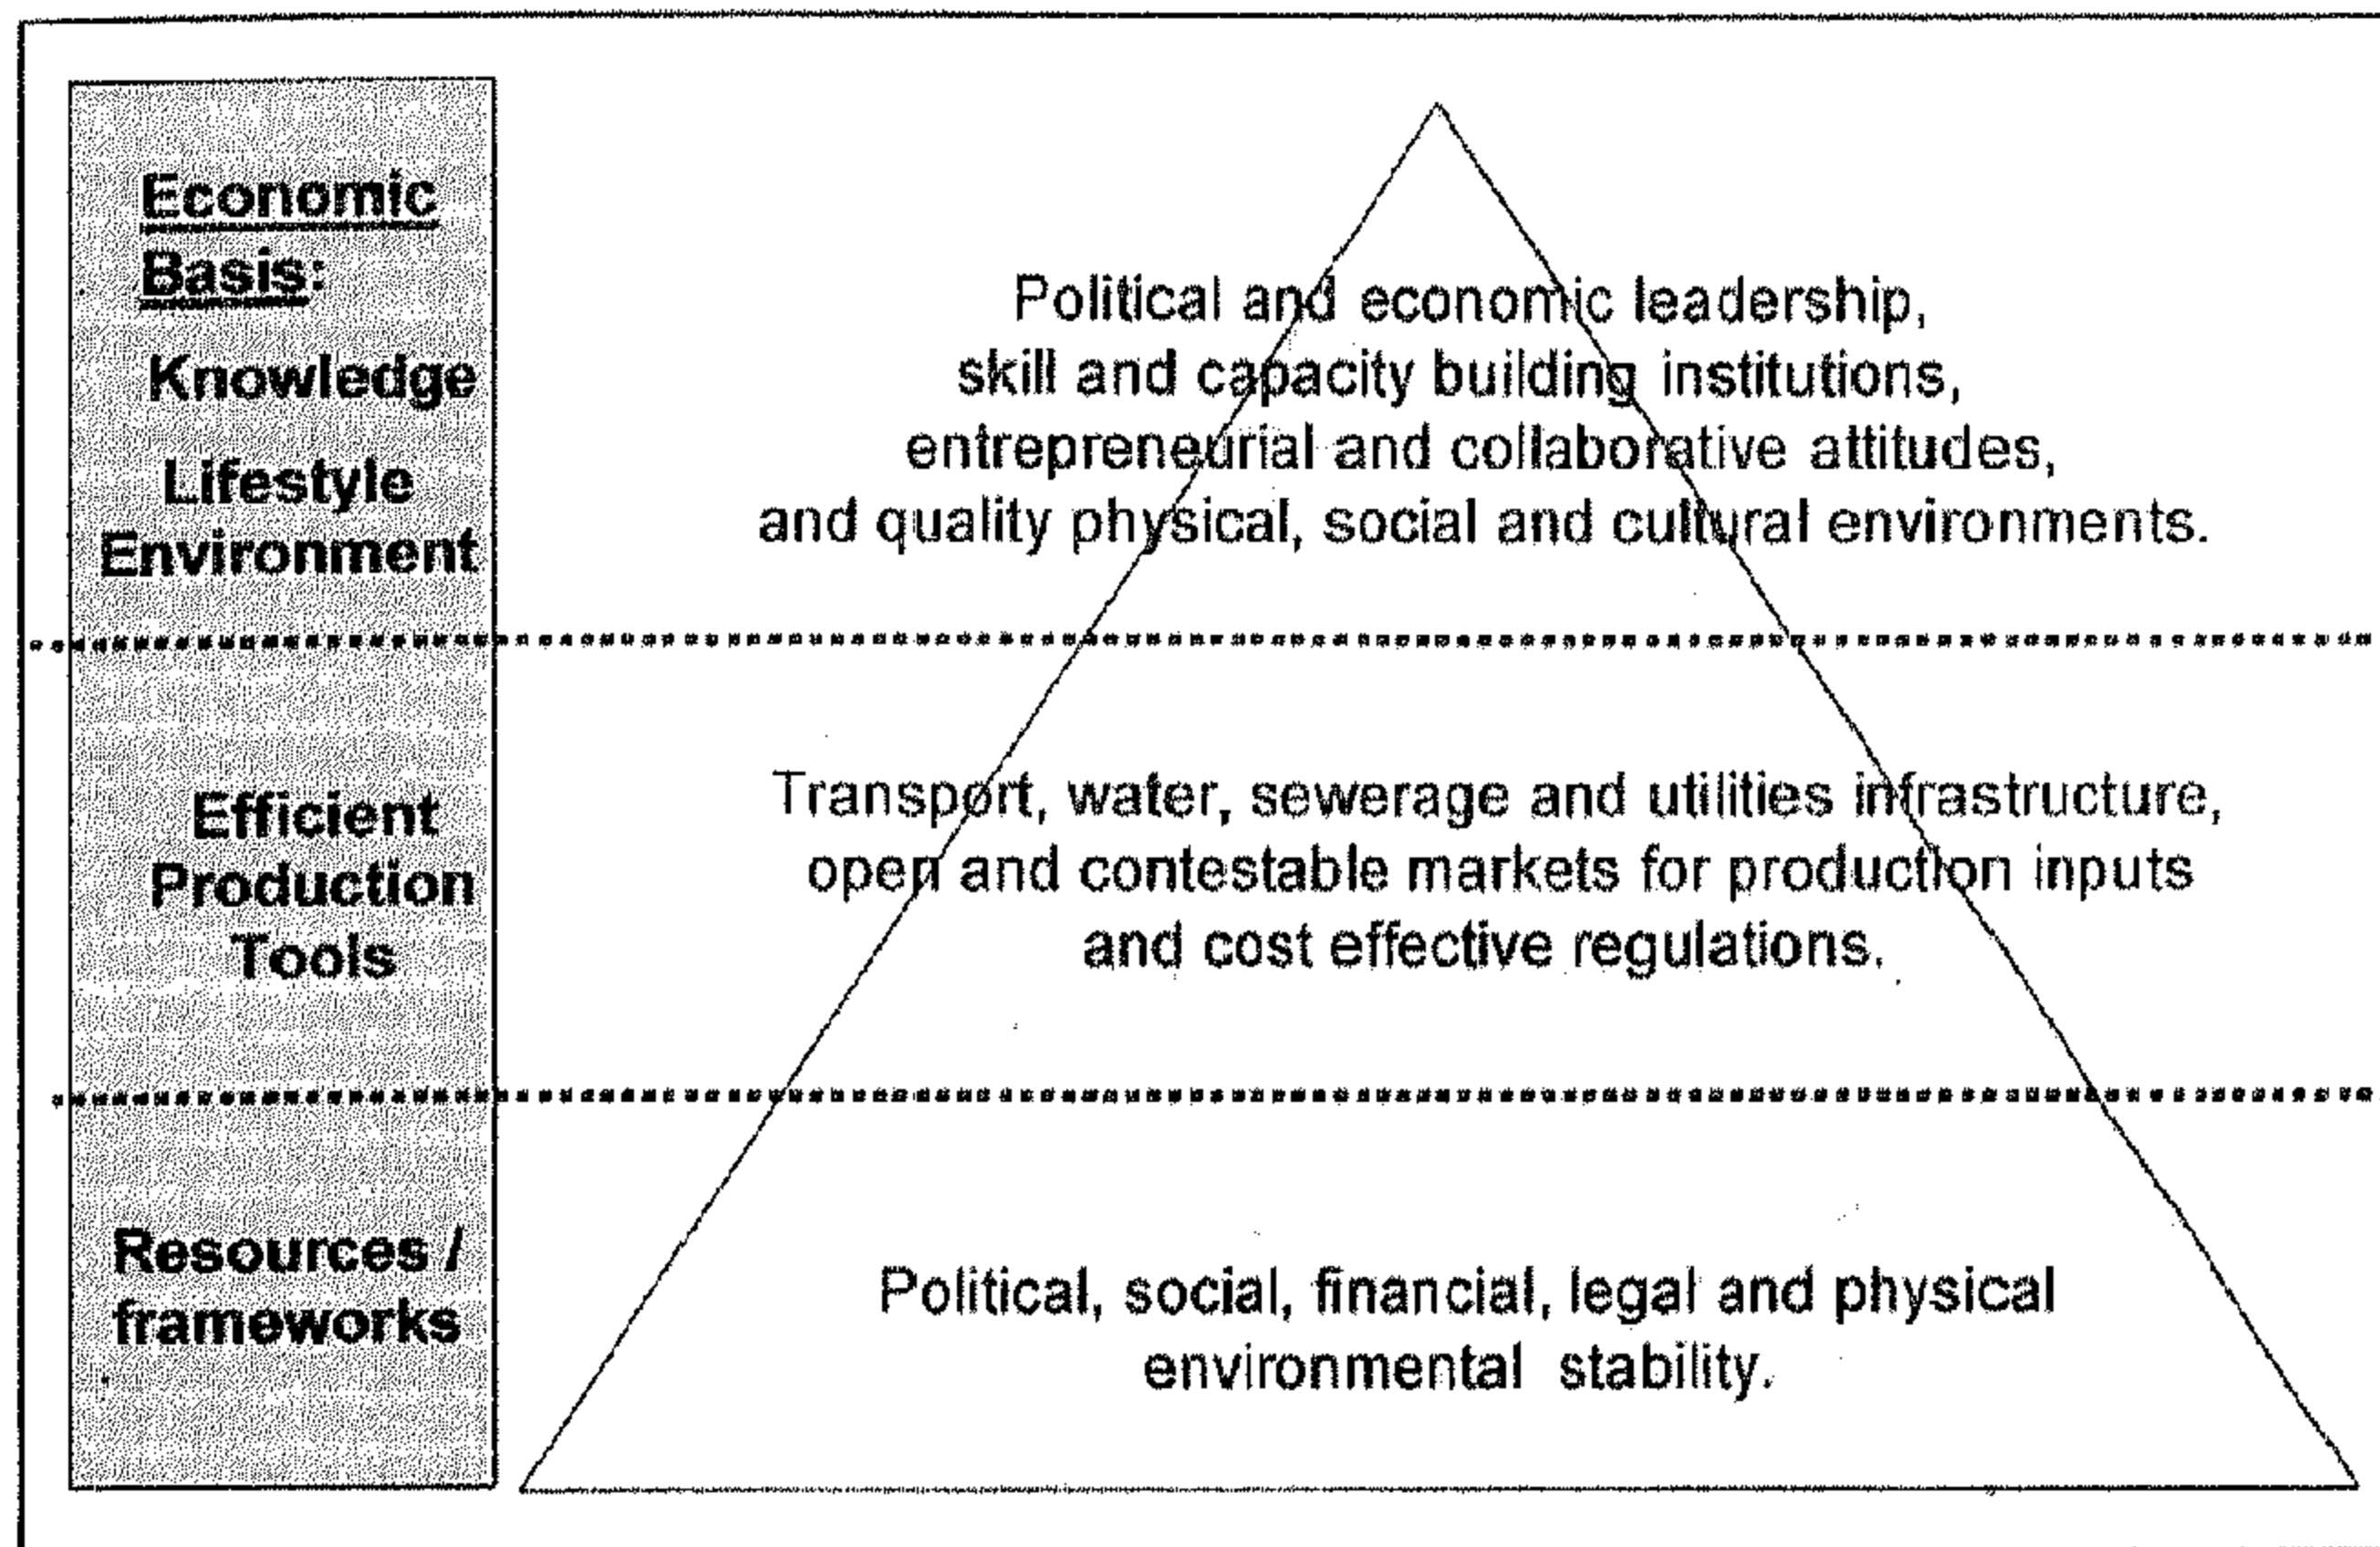 Economic
Basis:
Knowledge
Lifestyle
Environment
Political and economic leadership,
skill and capacity building institutions,
entrepreneurial and collaborative attitudes,
and quality physical, social and cultural environments.
Efficient
Production
Tools
Transport, water, sewerage and utilities infrastructure,
open and contestable markets for production inputs
and cost effective regulations.
Resources /
frameworks
Political, social, financial, legal and physical
environmental stability.